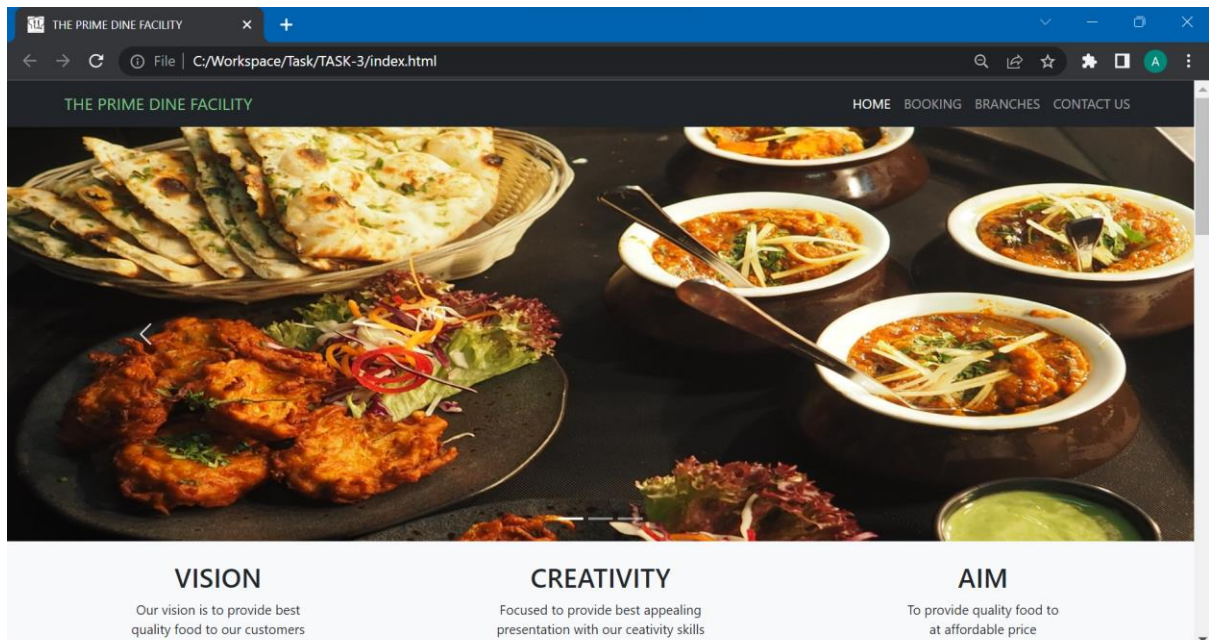 THE PRIME DINE FACILITY
File | C:/Workspace/Task/TASK-3/index.html
A
THE PRIME DINE FACILITY
HOME BOOKING BRANCHES CONTACT US
VISION
Our vision is to provide best
quality food to our customers
CREATIVITY
Focused to provide best appealing
presentation with our ceativity skills
AIM
To provide quality food to
at affordable price